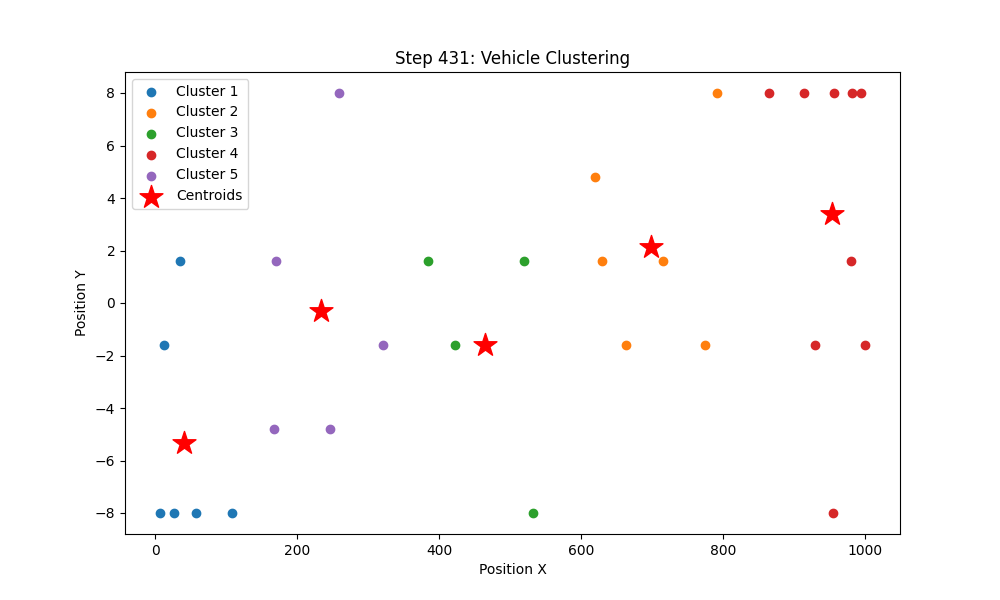 Step 431: Vehicle Clustering
Cluster 1
Cluster 2
Cluster 3
Cluster 4
Cluster 5
Centroids
8
6
4
2
0
−2
−4
−6
−8
Position Y
0 200 400 600 800 1000
Position X